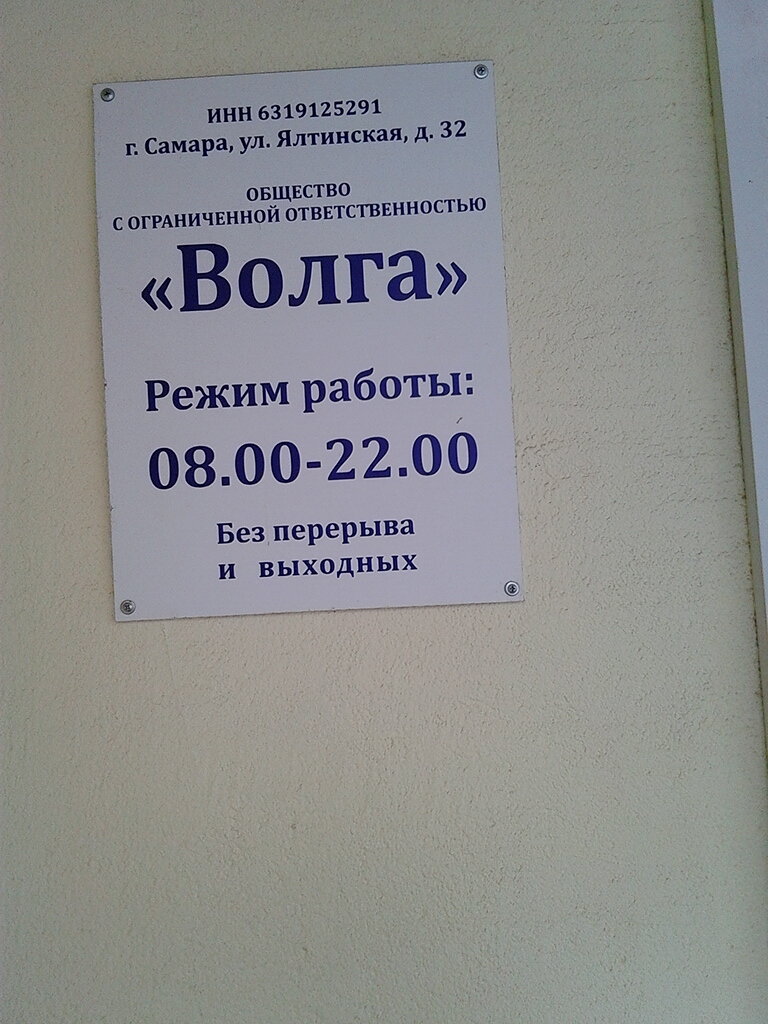 ИНН 6319125291
г. Самара, ул. Ялтинская, д. 32
ОБЩЕСТВО
С ОГРАНИЧЕННОЙ ОТВЕТСТВЕННОСТЬЮ
«Волга»
Режим работы:
08.00-22.00
Без перерыва
и выходных